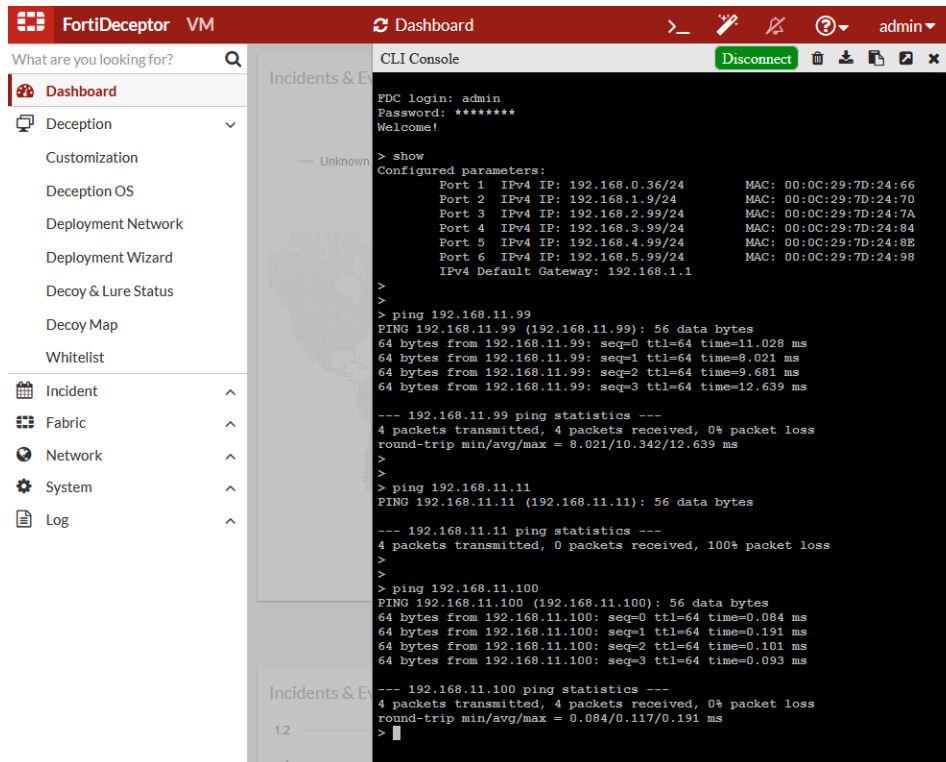 FortiDeceptor VM
Dashboard
>_
admin
What are you looking for?
Dashboard
Deception
Customization
Deception OS
Deployment Network
Deployment Wizard
Decoy & Lure Status
Decoy Map
Whitelist
Incident
Fabric
Network
System
Log
Incidents & Ev
Unknown
Incidents & Ev
1.2
CLI Console
Disconnect
FDC login: admin
Password: ********
Welcome!
> show
Configured parameters:
Port 1 IPv4 IP: 192.168.0.36/24 MAC: 00:0C:29:7D:24:66
Port 2 IPv4 IP: 192.168.1.9/24 MAC: 00:0C:29:7D:24:70
Port 3 IPv4 IP: 192.168.2.99/24 MAC: 00:0C:29:7D:24:7A
Port 4 IPv4 IP: 192.168.3.99/24 MAC: 00:0C:29:7D:24:84
Port 5 IPv4 IP: 192.168.4.99/24 MAC: 00:0C:29:7D:24:8E
Port 6 IPv4 IP: 192.168.5.99/24 MAC: 00:0C:29:7D:24:98
IPv4 Default Gateway: 192.168.1.1
>
>
> ping 192.168.11.99
PING 192.168.11.99 (192.168.11.99): 56 data bytes
64 bytes from 192.168.11.99: seq=0 ttl=64 time=11.028 ms
64 bytes from 192.168.11.99: seq=1 ttl=64 time=8.021 ms
64 bytes from 192.168.11.99: seq=2 ttl=64 time=9.681 ms
64 bytes from 192.168.11.99: seq=3 ttl=64 time=12.639 ms
--- 192.168.11.99 ping statistics ---
4 packets transmitted, 4 packets received, 0% packet loss
round-trip min/avg/max = 8.021/10.342/12.639 ms
>
>
> ping 192.168.11.11
PING 192.168.11.11 (192.168.11.11): 56 data bytes
--- 192.168.11.11 ping statistics ---
4 packets transmitted, 0 packets received, 100% packet loss
>
>
> ping 192.168.11.100
PING 192.168.11.100 (192.168.11.100): 56 data bytes
64 bytes from 192.168.11.100: seq=0 ttl=64 time=0.084 ms
64 bytes from 192.168.11.100: seq=1 ttl=64 time=0.191 ms
64 bytes from 192.168.11.100: seq=2 ttl=64 time=0.101 ms
64 bytes from 192.168.11.100: seq=3 ttl=64 time=0.093 ms
--- 192.168.11.100 ping statistics ---
4 packets transmitted, 4 packets received, 0% packet loss
round-trip min/avg/max = 0.084/0.117/0.191 ms
>